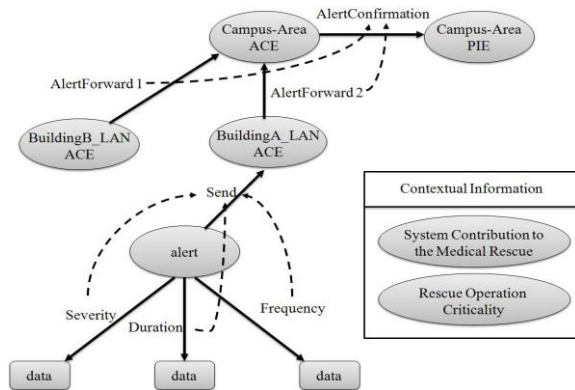 AlertConfirmation
Campus-Area
ACE
Campus-Area
PIE
AlertForward 1
AlertForward 2
BuildingB_LAN
ACE
BuildingA_LAN
ACE
Send
Contextual Information
System Contribution to
the Medical Rescue
Rescue Operation
Criticality
alert
Severity
Duration
Frequency
data
data
data